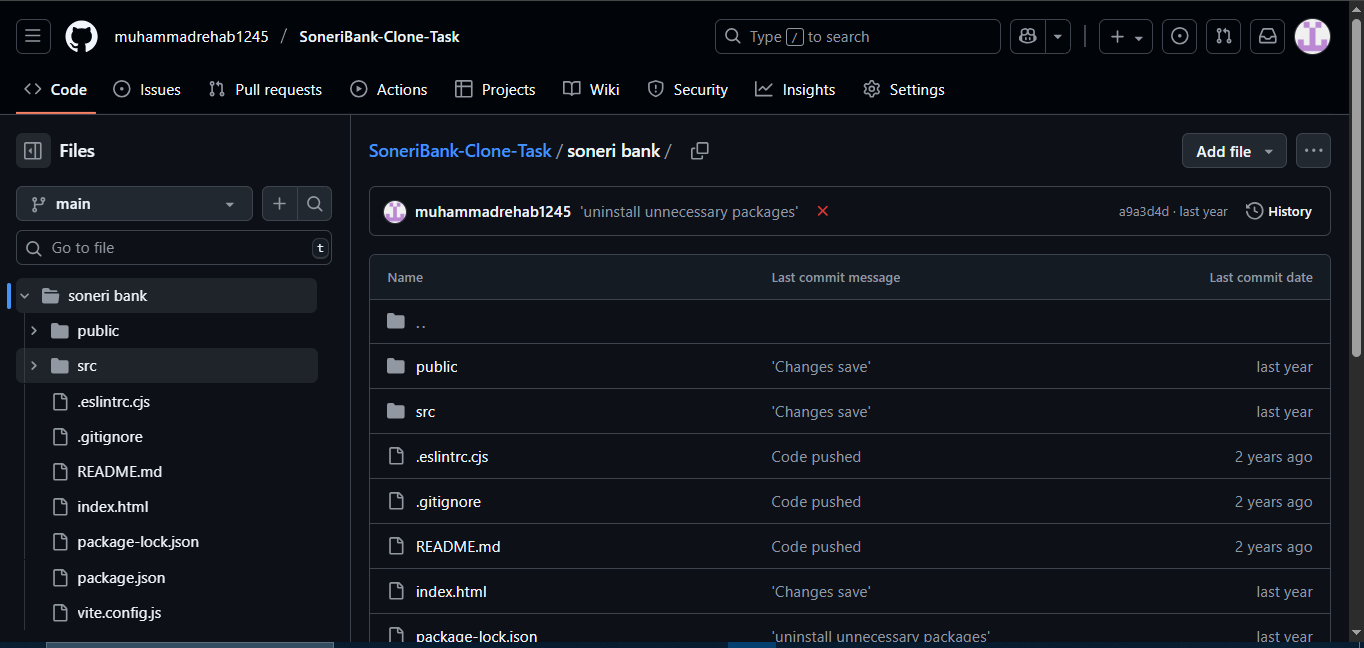 muhammadrehab1245 / SoneriBank-Clone-Task
Type / to search
Code
Issues
Pull requests
Actions
Projects
Wiki
Security
Insights
Settings
Files
main
Go to file
t
soneri bank
public
src
.eslintrc.cjs
.gitignore
README.md
index.html
package-lock.json
package.json
vite.config.js
SoneriBank-Clone-Task / soneri bank /
Add file
muhammadrehab1245 'uninstall unnecessary packages'
a9a3d4d · last year
History
Name Last commit message Last commit date
..
public 'Changes save' last year
src 'Changes save' last year
.eslintrc.cjs Code pushed 2 years ago
.gitignore Code pushed 2 years ago
README.md Code pushed 2 years ago
index.html 'Changes save' last year
package-lock.json 'uninstall unnecessary packages' last year